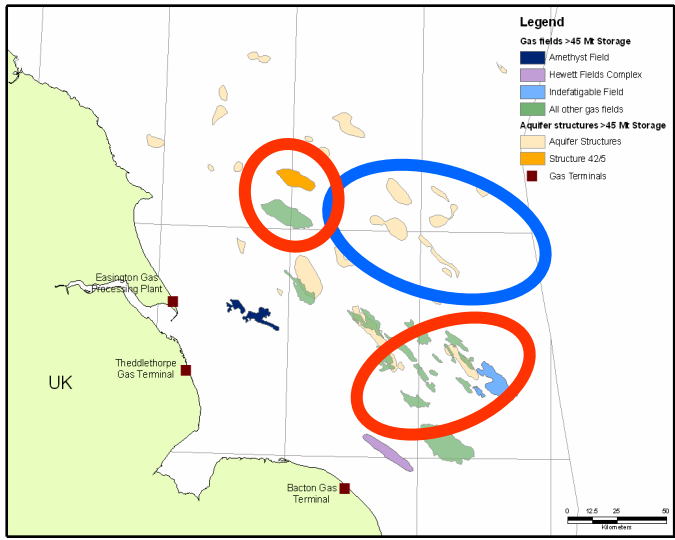 Legend
Gas fields >45 Mt Storage
Amethyst Field
Hewett Fields Complex
Indefatigable Field
All other gas fields
Aquifer structures >45 Mt Storage
Aquifer Structures
Structure 42/5
Gas Terminals
Easington Gas
Processing Plant
Theddlethorpe
Gas Terminal
UK
Bacton Gas
Terminal
0 12.5 25 50
Kilometers